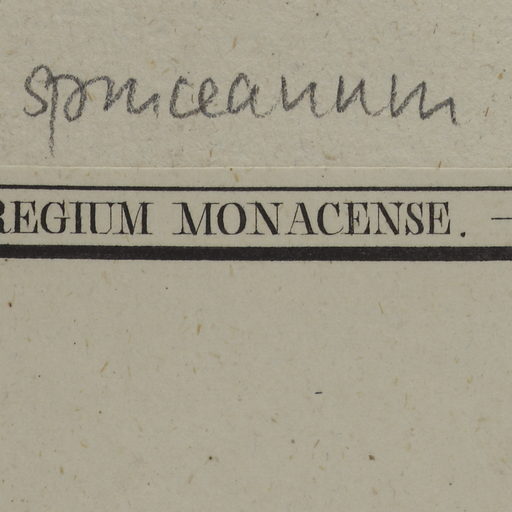 spruceanum
REGIUM MONACENSE. —